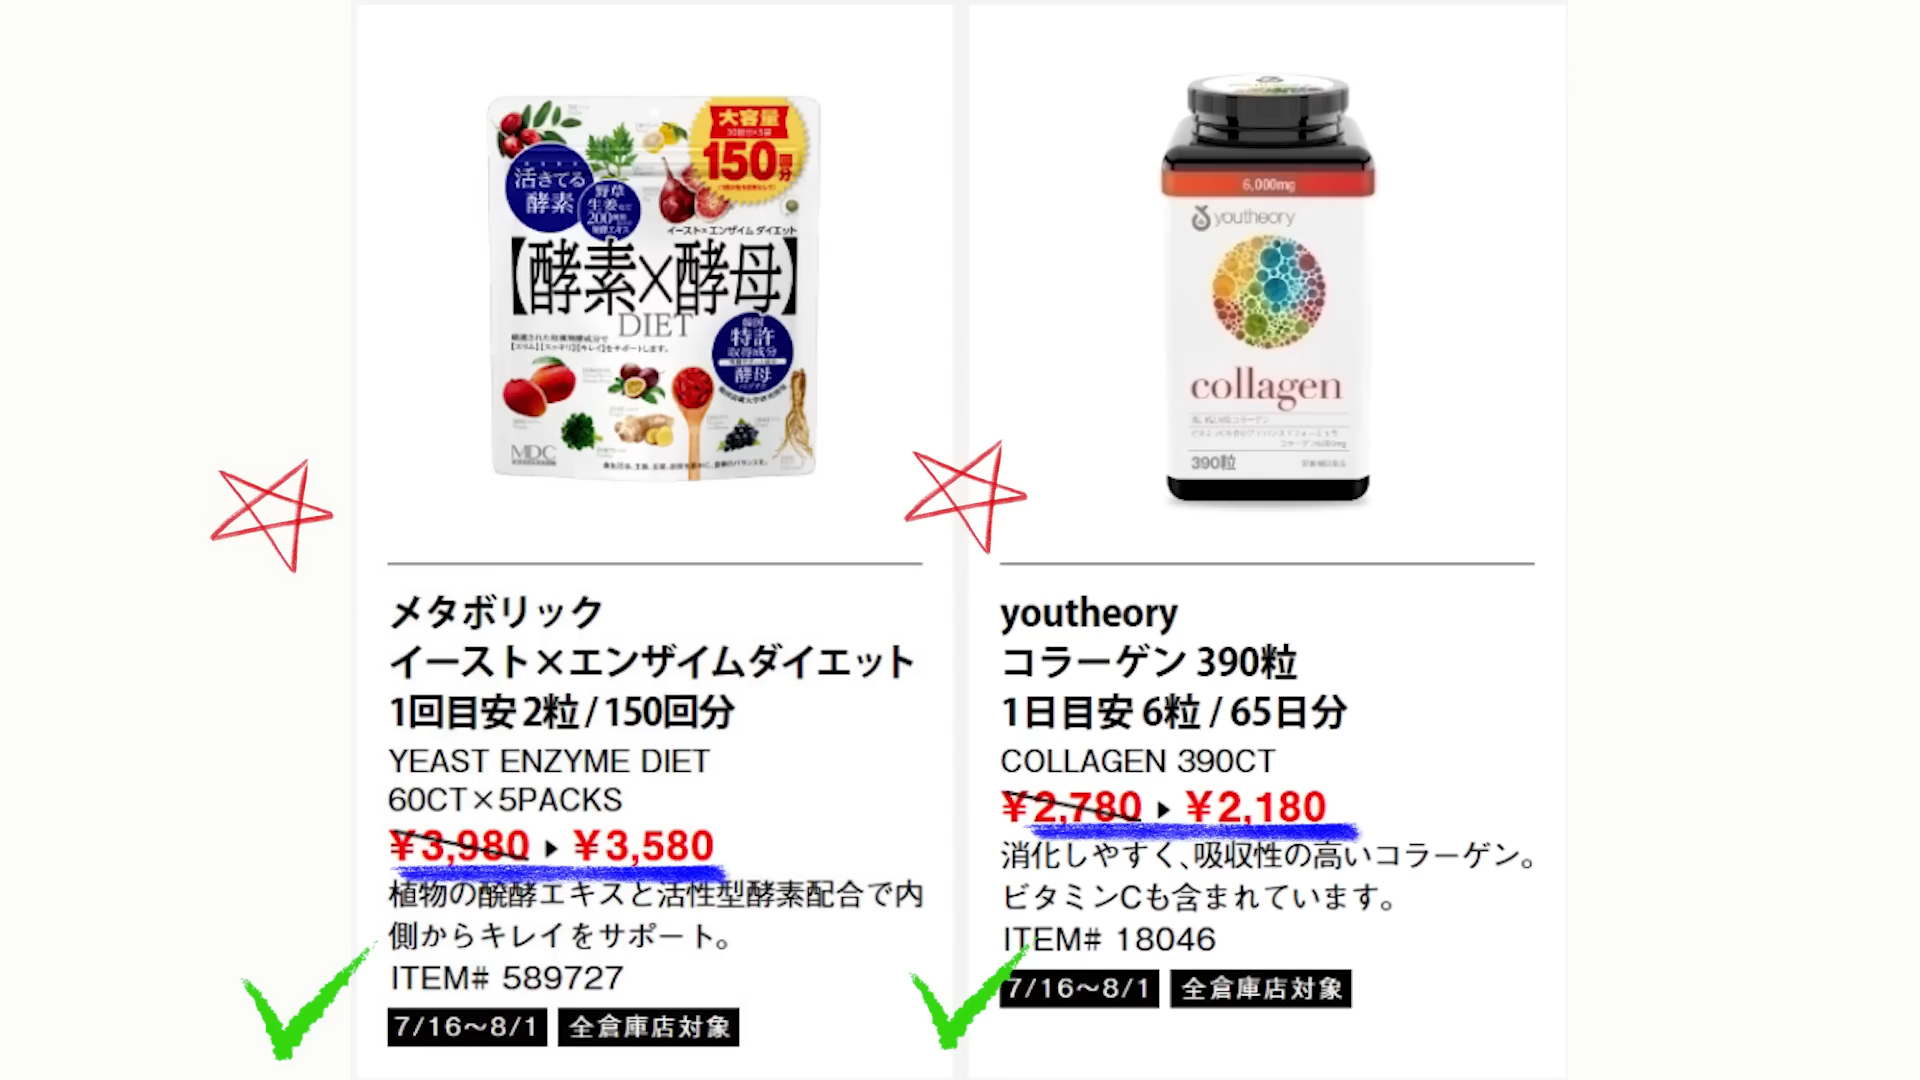 大容量
150回分
活きてる
酵素
野草
生姜など
200種類
イースト×エンザイム ダイエット
【酵素×酵母】
DIET
特許
取得成分
酵母
MDC
6,000mg
youtheory
collagen
390粒
メタボリック
イースト×エンザイムダイエット
1回目安 2粒 / 150回分
YEAST ENZYME DIET
60CT×5PACKS
¥3,980 ▶ ¥3,580
植物の醗酵エキスと活性型酵素配合で内
側からキレイをサポート。
ITEM# 589727
7/16〜8/1 全倉庫店対象
youtheory
コラーゲン 390粒
1日目安 6粒 / 65日分
COLLAGEN 390CT
¥2,780 ▶ ¥2,180
消化しやすく、吸収性の高いコラーゲン。
ビタミンCも含まれています。
ITEM# 18046
7/16〜8/1 全倉庫店対象